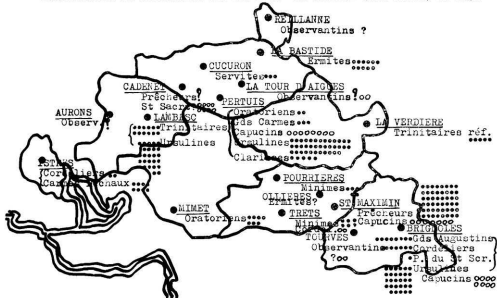 REILLANNE
Observantins ?
LA BASTIDE
Ermites
CUCURON
Servites
CADENET
Prêcheurs
St Sacr.
LA TOUR D'AIGUES
Observantins !
PERTUIS
Oratoriens
Gds Carmes
Capucins
Ursulines
Clarisses
AURONS
Observ.
LAMBASC
Trinitaires
Ursulines
LA VERDIERE
Trinitaires réf.
ISTRES
Cordeliers
POURRIERES
Minimes
OLLIERES
Ermites?
ST MAXIMIN
Prêcheurs
Capucins
MIMET
Oratoriens
TRETS
Minimes
TOURVES
Observantins
?
BRIGNOLES
Gds Augustins
Cordeliers
P. du St Scr.
Ursulines
Capucins